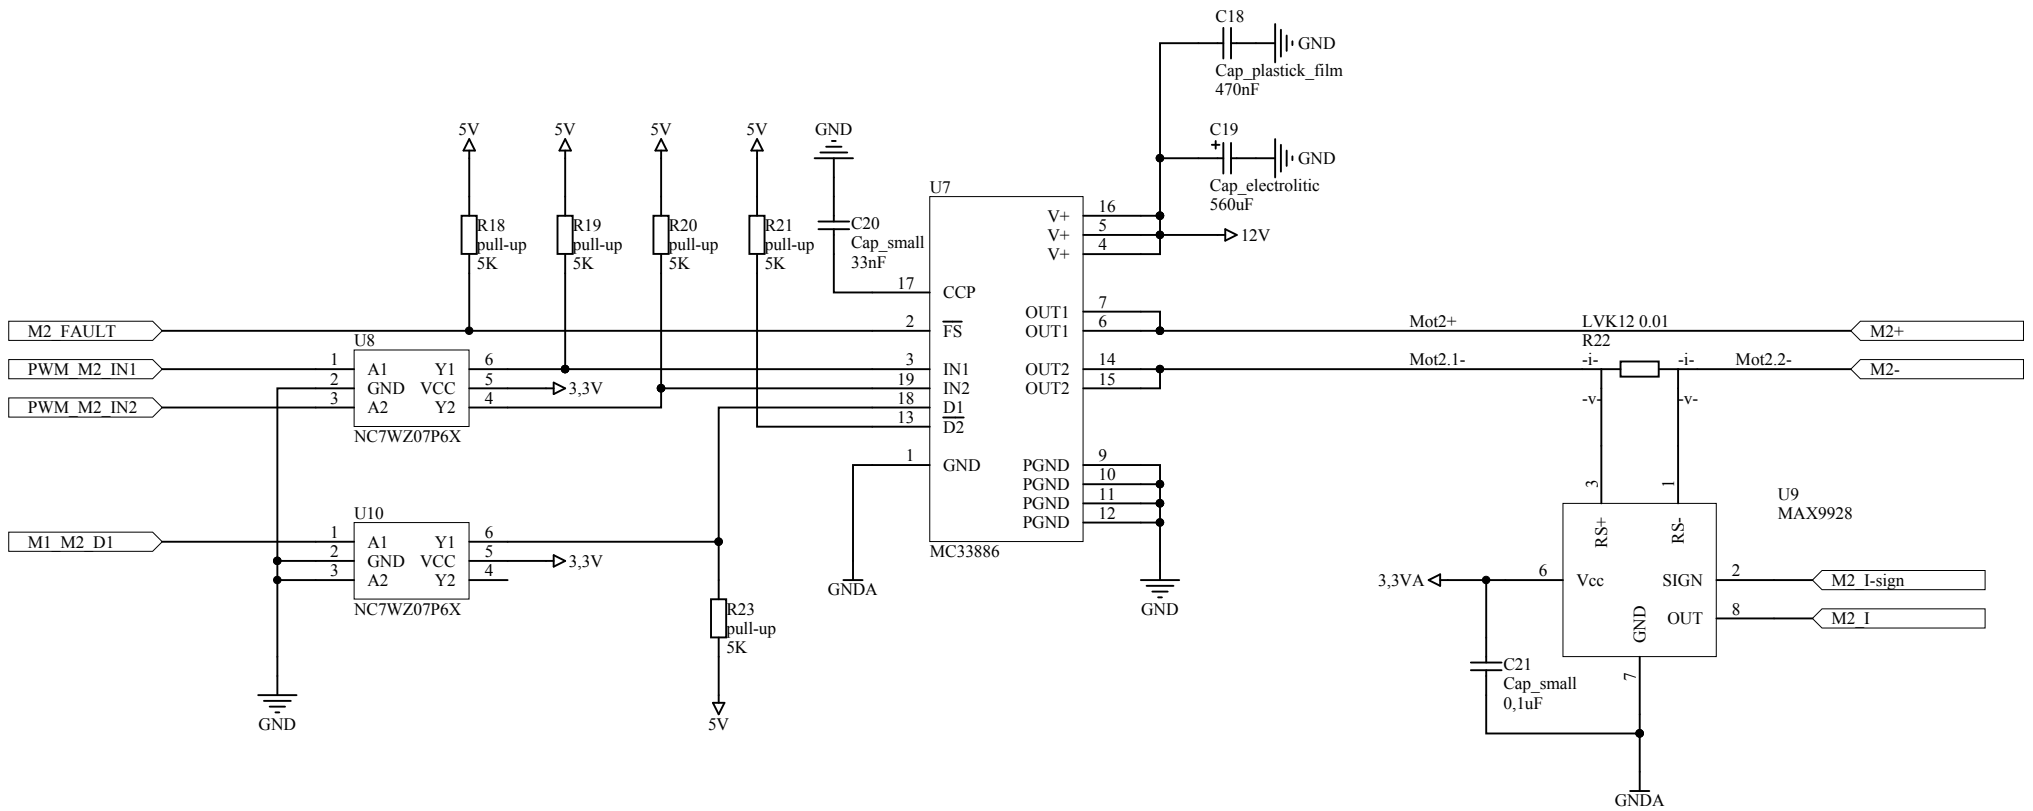 C18
GND
Cap_plastick_film
470nF
5V
5V
5V
5V
GND
C19
+
GND
Cap_electrolitic
560uF
U7
R18
pull-up
5K
R19
pull-up
5K
R20
pull-up
5K
R21
pull-up
5K
C20
Cap_small
33nF
V+ 16
V+ 5
V+ 4
12V
17 CCP
OUT1 7
OUT1 6
Mot2+
LVK12 0.01
R22
M2+
M2_FAULT
2 FS
U8
PWM_M2_IN1
1 A1 Y1 6
3 IN1
OUT2 14
Mot2.1-
-i-
-i-
Mot2.2-
M2-
2 GND VCC 5
3,3V
19 IN2
OUT2 15
PWM_M2_IN2
3 A2 Y2 4
18 D1
-v-
-v-
13 D2
NC7WZ07P6X
1 GND
PGND 9
PGND 10
PGND 11
PGND 12
MC33886
GNDA
GND
U10
M1_M2_D1
1 A1 Y1 6
2 GND VCC 5
3,3V
3 A2 Y2 4
NC7WZ07P6X
R23
pull-up
5K
5V
GND
U9
MAX9928
3
1
RS+
RS-
3,3VA
6 Vcc
SIGN 2
M2_I-sign
OUT 8
M2_I
GND
7
C21
Cap_small
0,1uF
GNDA